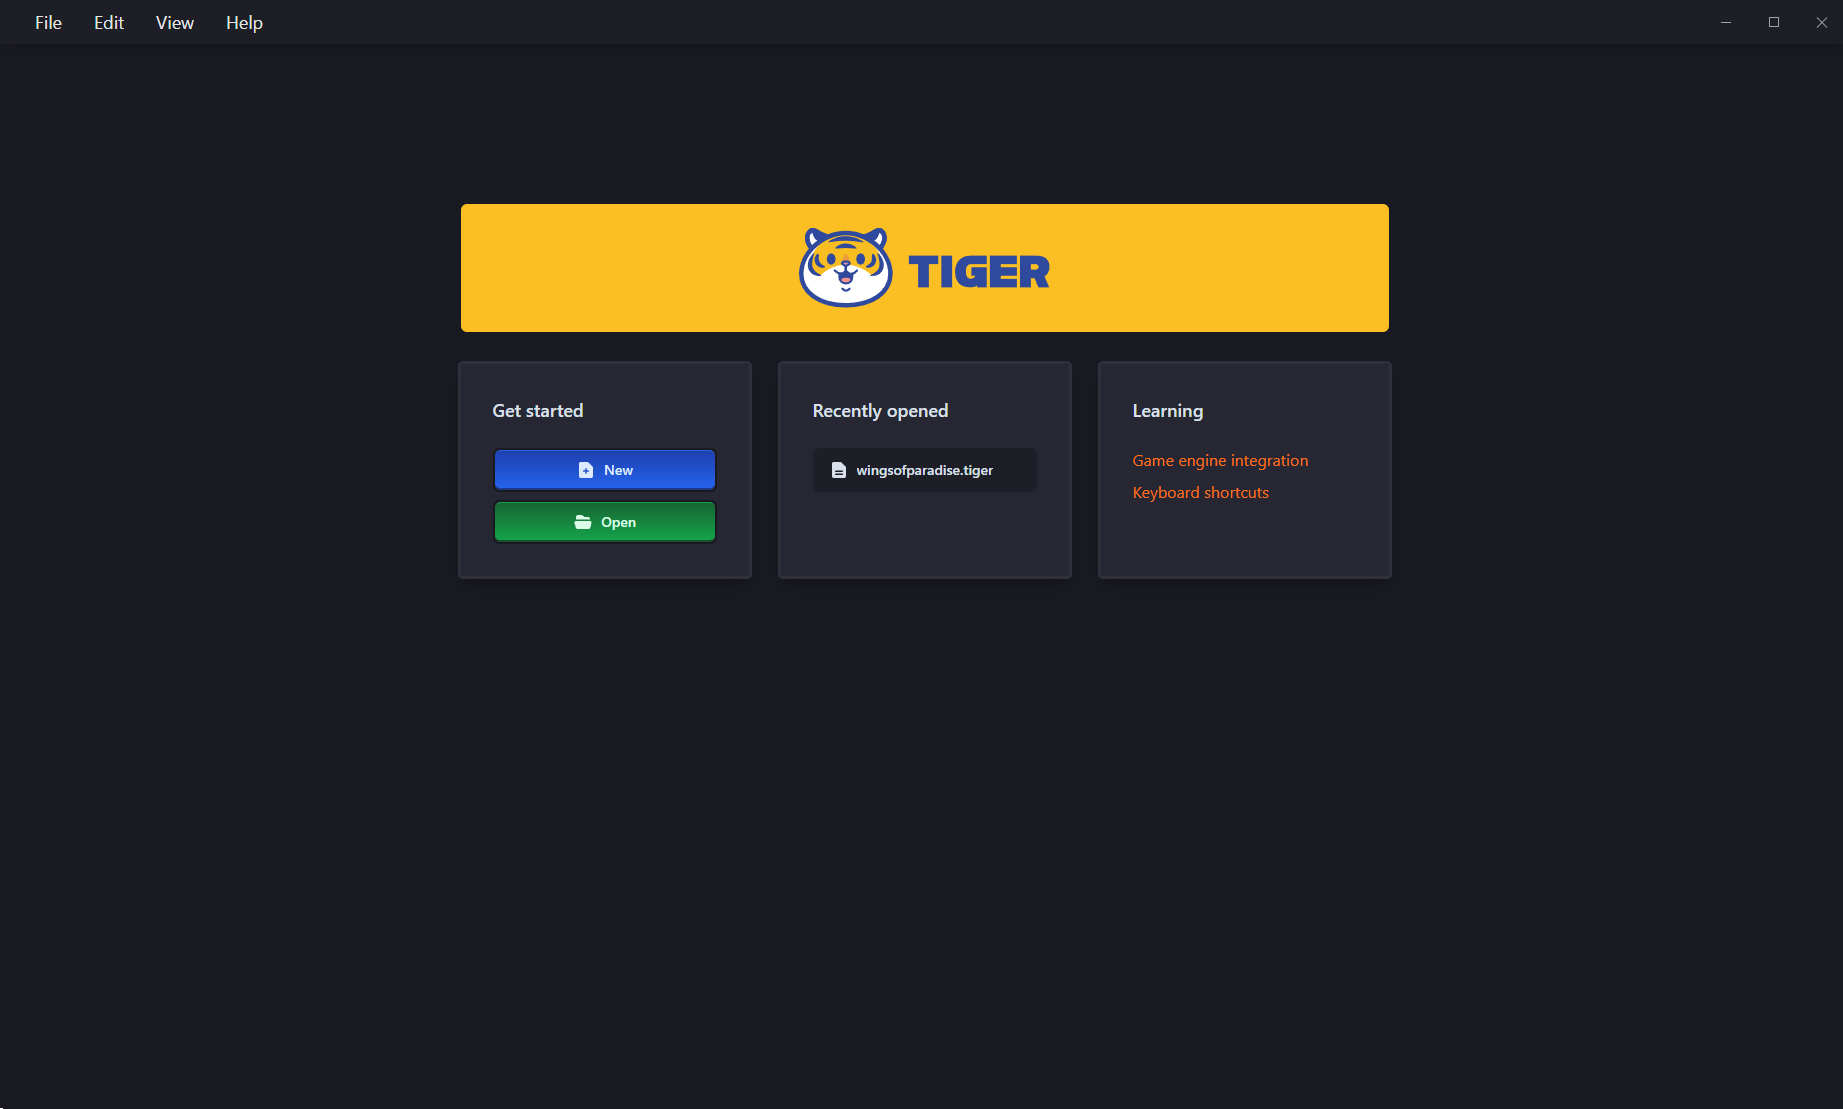 File Edit View Help
TIGER
Get started
New
Open
Recently opened
wingsofparadise.tiger
Learning
Game engine integration
Keyboard shortcuts